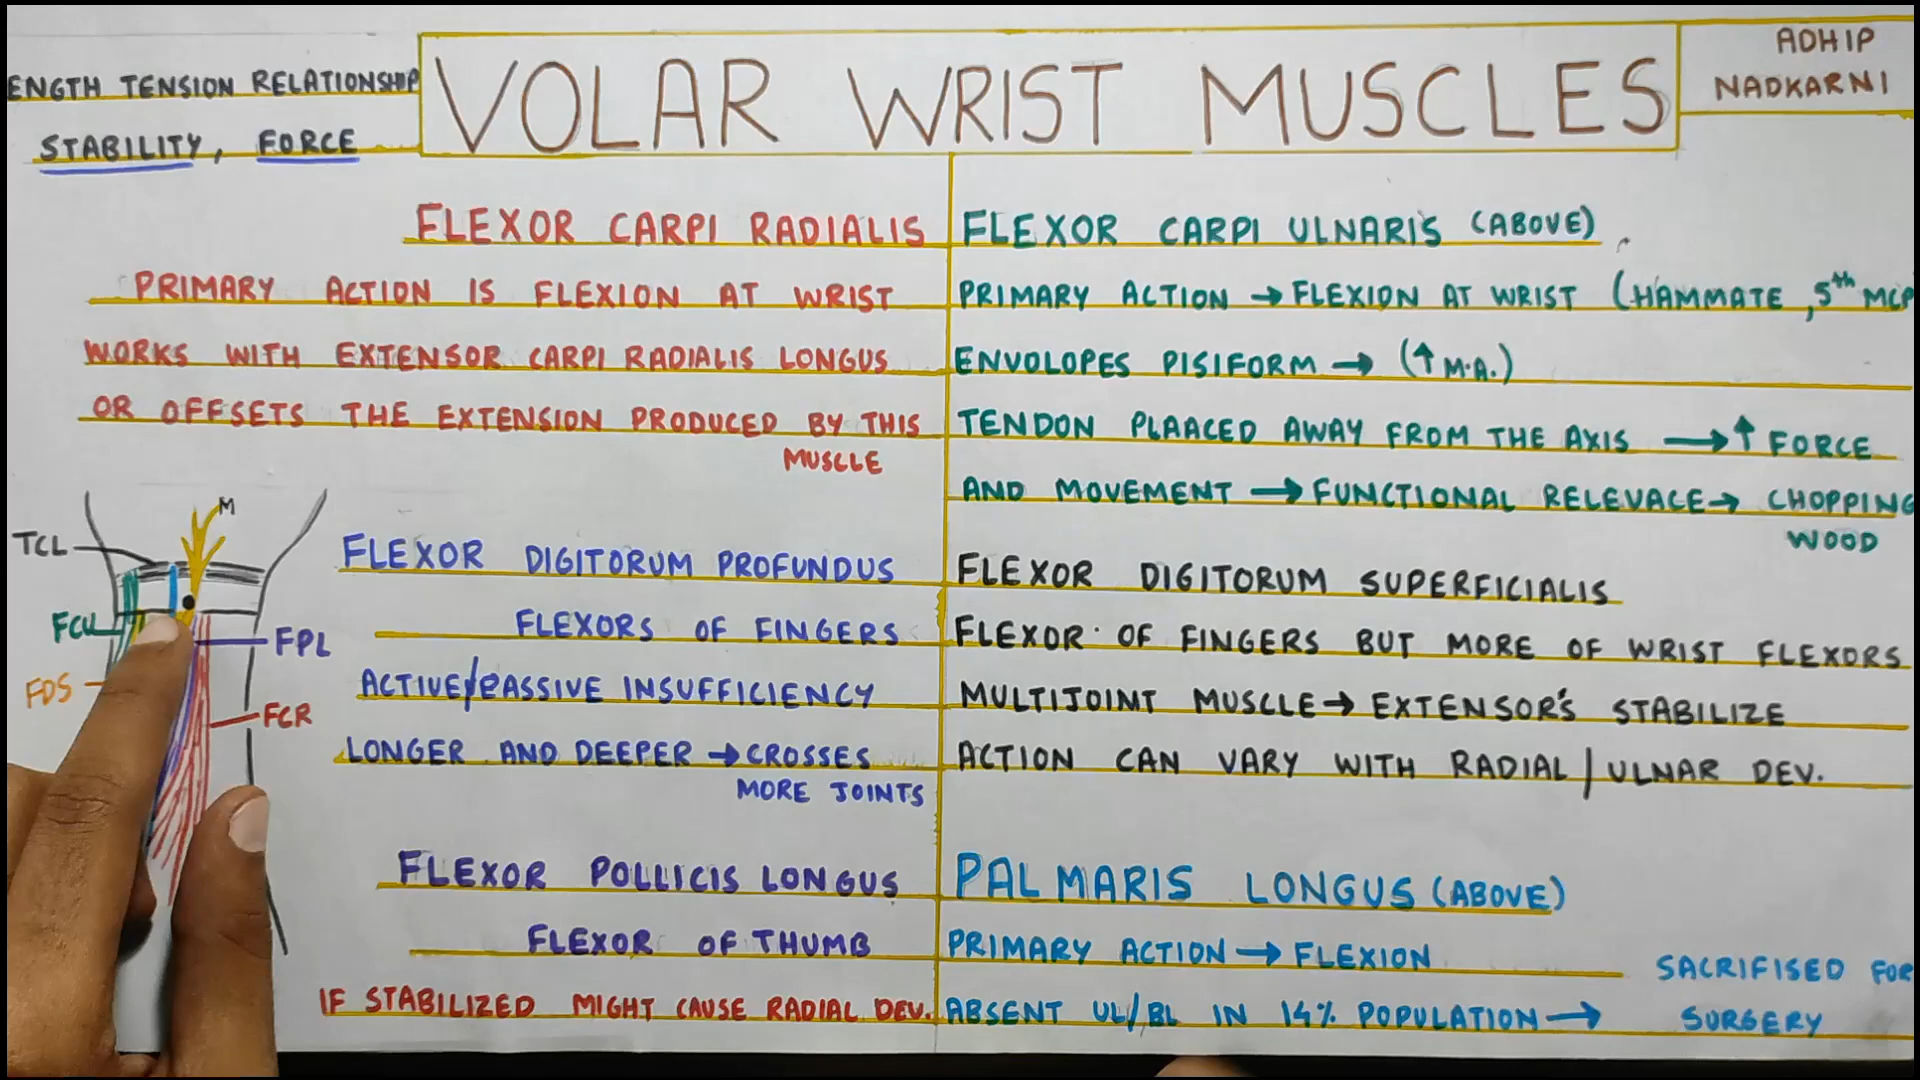 ENGTH TENSION RELATIONSHIP
STABILITY, FORCE
VOLAR WRIST MUSCLES
ADHIP
NADKARNI
FLEXOR CARPI RADIALIS
PRIMARY ACTION IS FLEXION AT WRIST
WORKS WITH EXTENSOR CARPI RADIALIS LONGUS
OR OFFSETS THE EXTENSION PRODUCED BY THIS
MUSCLE
FLEXOR CARPI ULNARIS (ABOVE)
PRIMARY ACTION → FLEXION AT WRIST (HAMMATE, 5th MCP
ENVOLOPES PISIFORM → (↑ M.A.)
TENDON PLAACED AWAY FROM THE AXIS → ↑ FORCE
AND MOVEMENT → FUNCTIONAL RELEVACE → CHOPPING
WOOD
M
TCL
FCU
FPL
FDS
FCR
FLEXOR DIGITORUM PROFUNDUS
FLEXORS OF FINGERS
ACTIVE/PASSIVE INSUFFICIENCY
LONGER AND DEEPER → CROSSES
MORE JOINTS
FLEXOR DIGITORUM SUPERFICIALIS
FLEXOR OF FINGERS BUT MORE OF WRIST FLEXORS
MULTIJOINT MUSCLE → EXTENSOR'S STABILIZE
ACTION CAN VARY WITH RADIAL / ULNAR DEV.
FLEXOR POLLICIS LONGUS
FLEXOR OF THUMB
IF STABILIZED MIGHT CAUSE RADIAL DEV.
PALMARIS LONGUS (ABOVE)
PRIMARY ACTION → FLEXION
ABSENT UL/BL IN 14% POPULATION →
SACRIFISED FOR
SURGERY